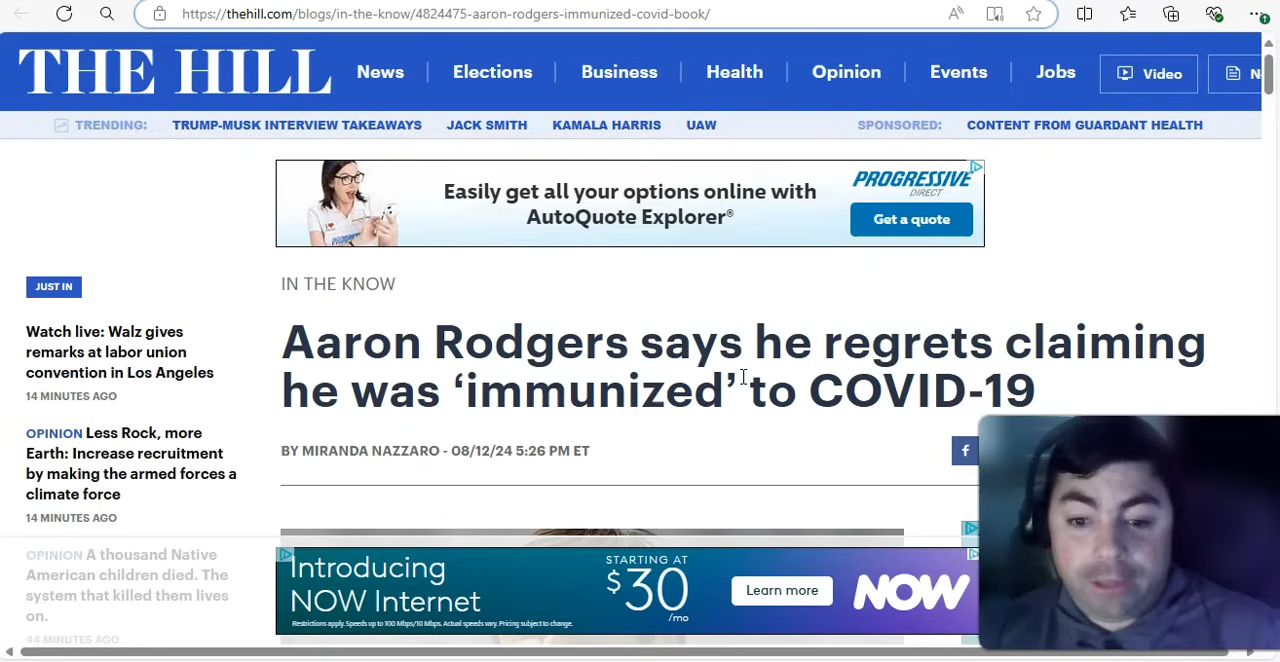 https://thehill.com/blogs/in-the-know/4824475-aaron-rodgers-immunized-covid-book/
THE HILL
News
Elections
Business
Health
Opinion
Events
Jobs
Video
N
TRENDING:
TRUMP-MUSK INTERVIEW TAKEAWAYS
JACK SMITH
KAMALA HARRIS
UAW
SPONSORED:
CONTENT FROM GUARDANT HEALTH
Easily get all your options online with
AutoQuote Explorer®
PROGRESSIVE
DIRECT
Get a quote
JUST IN
Watch live: Walz gives
remarks at labor union
convention in Los Angeles
14 MINUTES AGO
OPINION Less Rock, more
Earth: Increase recruitment
by making the armed forces a
climate force
14 MINUTES AGO
OPINION A thousand Native
American children died. The
system that killed them lives
on.
44 MINUTES AGO
IN THE KNOW
Aaron Rodgers says he regrets claiming
he was ‘immunized’ to COVID-19
BY MIRANDA NAZZARO - 08/12/24 5:26 PM ET
f
Introducing
NOW Internet
Restrictions apply. Speeds up to 100 Mbps/10 Mbps. Actual speeds vary. Pricing subject to change.
STARTING AT
$30
/mo
Learn more
NOW